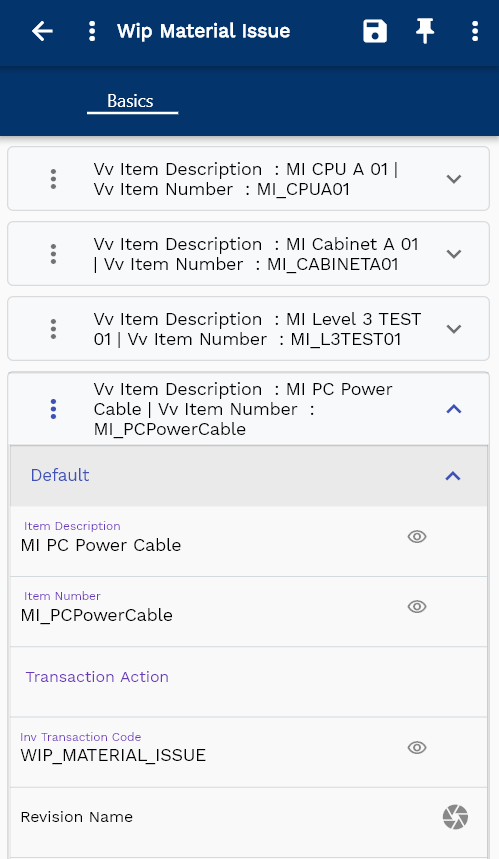 Wip Material Issue
Basics
Vv Item Description : MI CPU A 01 |
Vv Item Number : MI_CPUA01
Vv Item Description : MI Cabinet A 01
| Vv Item Number : MI_CABINETA01
Vv Item Description : MI Level 3 TEST
01 | Vv Item Number : MI_L3TEST01
Vv Item Description : MI PC Power
Cable | Vv Item Number :
MI_PCPowerCable
Default
Item Description
MI PC Power Cable
Item Number
MI_PCPowerCable
Transaction Action
Inv Transaction Code
WIP_MATERIAL_ISSUE
Revision Name